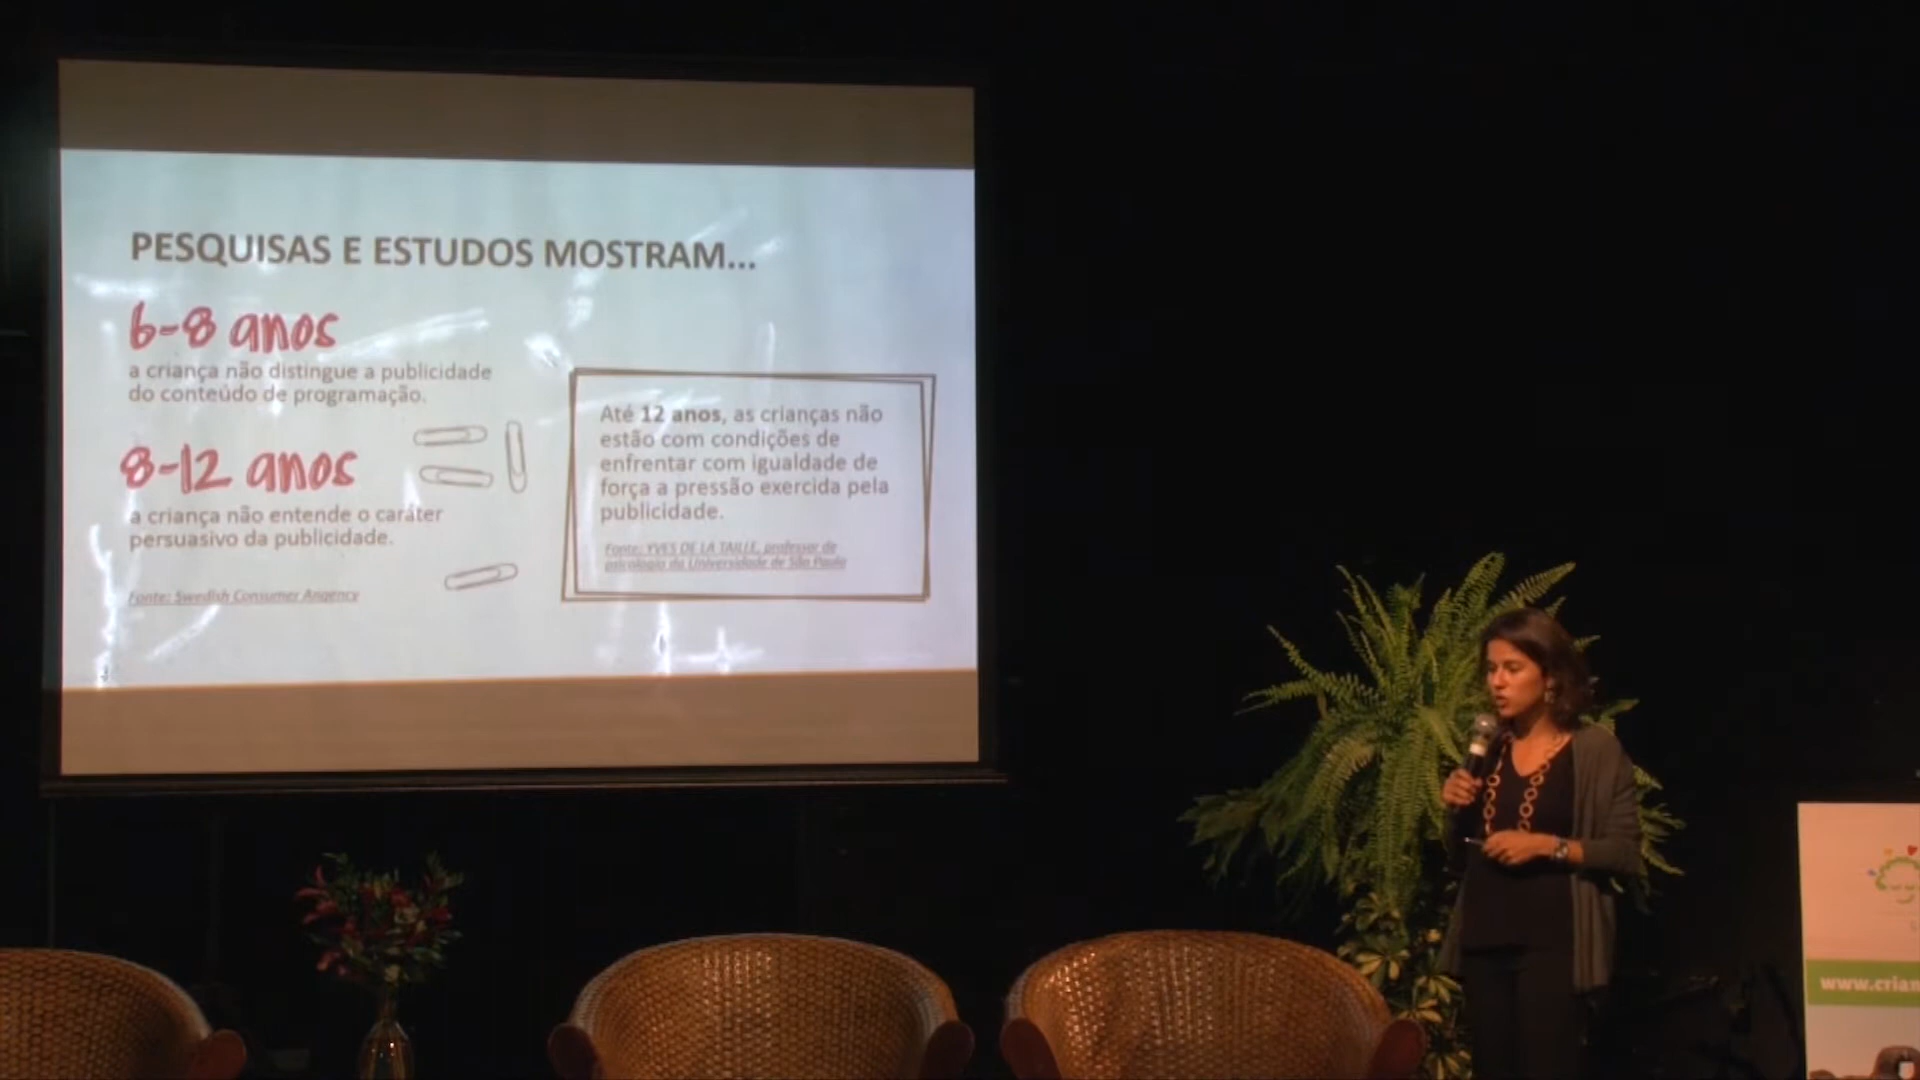 PESQUISAS E ESTUDOS MOSTRAM...
6-8 anos
a criança não distingue a publicidade
do conteúdo de programação.
8-12 anos
a criança não entende o caráter
persuasivo da publicidade.
Fonte: Swedish Consumer Angency
Até 12 anos, as crianças não
estão com condições de
enfrentar com igualdade de
força a pressão exercida pela
publicidade.
Fonte: YVES DE LA TAILLE, professor de
psicologia da Universidade de São Paulo
www.crian